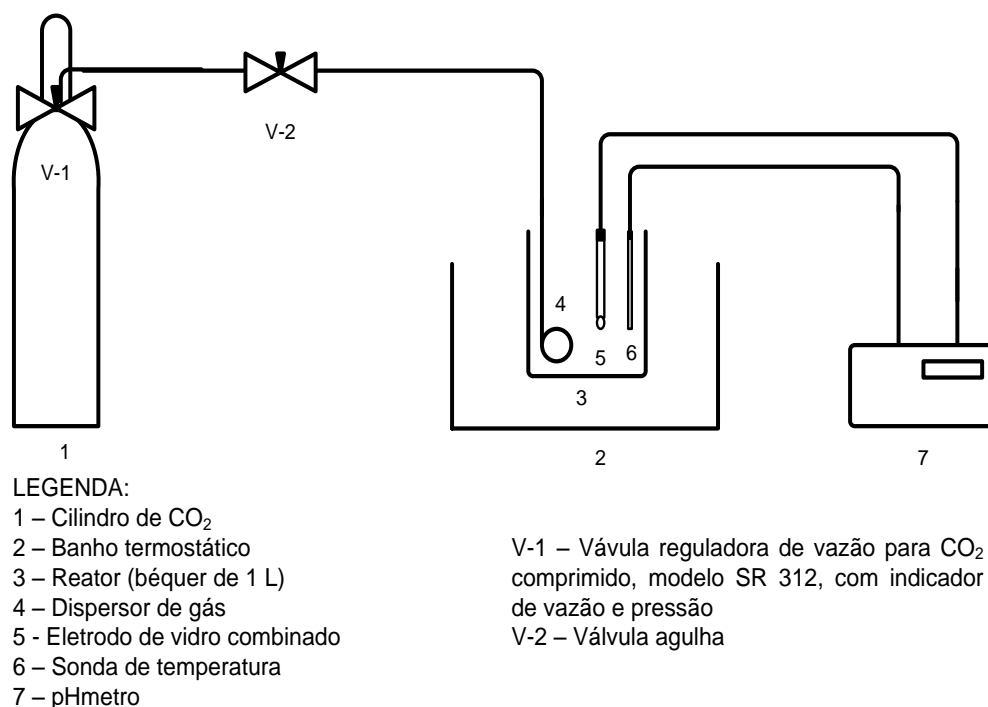 V-2
V-1
4
5
6
3
1
2
7
LEGENDA:
1 – Cilindro de CO₂
2 – Banho termostático
3 – Reator (béquer de 1 L)
4 – Dispersor de gás
5 - Eletrodo de vidro combinado
6 – Sonda de temperatura
7 – pHmetro
V-1 – Vávula reguladora de vazão para CO₂
comprimido, modelo SR 312, com indicador
de vazão e pressão
V-2 – Válvula agulha